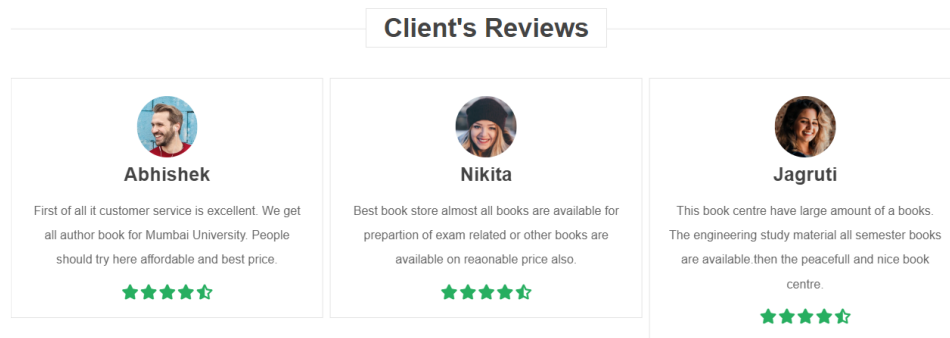 Client's Reviews
Abhishek
First of all it customer service is excellent. We get
all author book for Mumbai University. People
should try here affordable and best price.
Nikita
Best book store almost all books are available for
prepartion of exam related or other books are
available on reaonable price also.
Jagruti
This book centre have large amount of a books.
The engineering study material all semester books
are available.then the peacefull and nice book
centre.